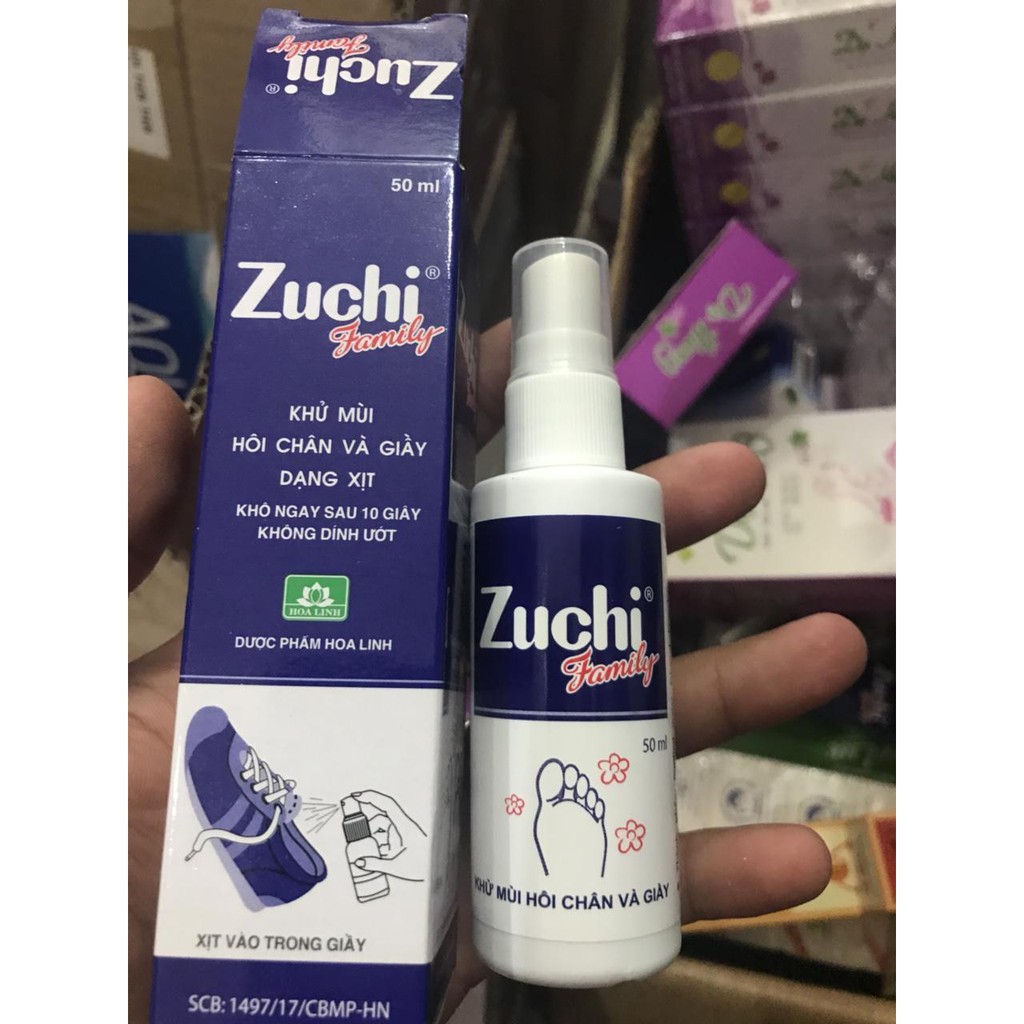 Zuchi®
Family
50 ml
Zuchi®
Family
KHỬ MÙI
HÔI CHÂN VÀ GIẦY
DẠNG XỊT
KHÔ NGAY SAU 10 GIÂY
KHÔNG DÍNH ƯỚT
HOA LINH
DƯỢC PHẨM HOA LINH
XỊT VÀO TRONG GIẦY
SCB: 1497/17/CBMP-HN
Zuchi®
Family
50 ml
KHỬ MÙI HÔI CHÂN VÀ GIÀY